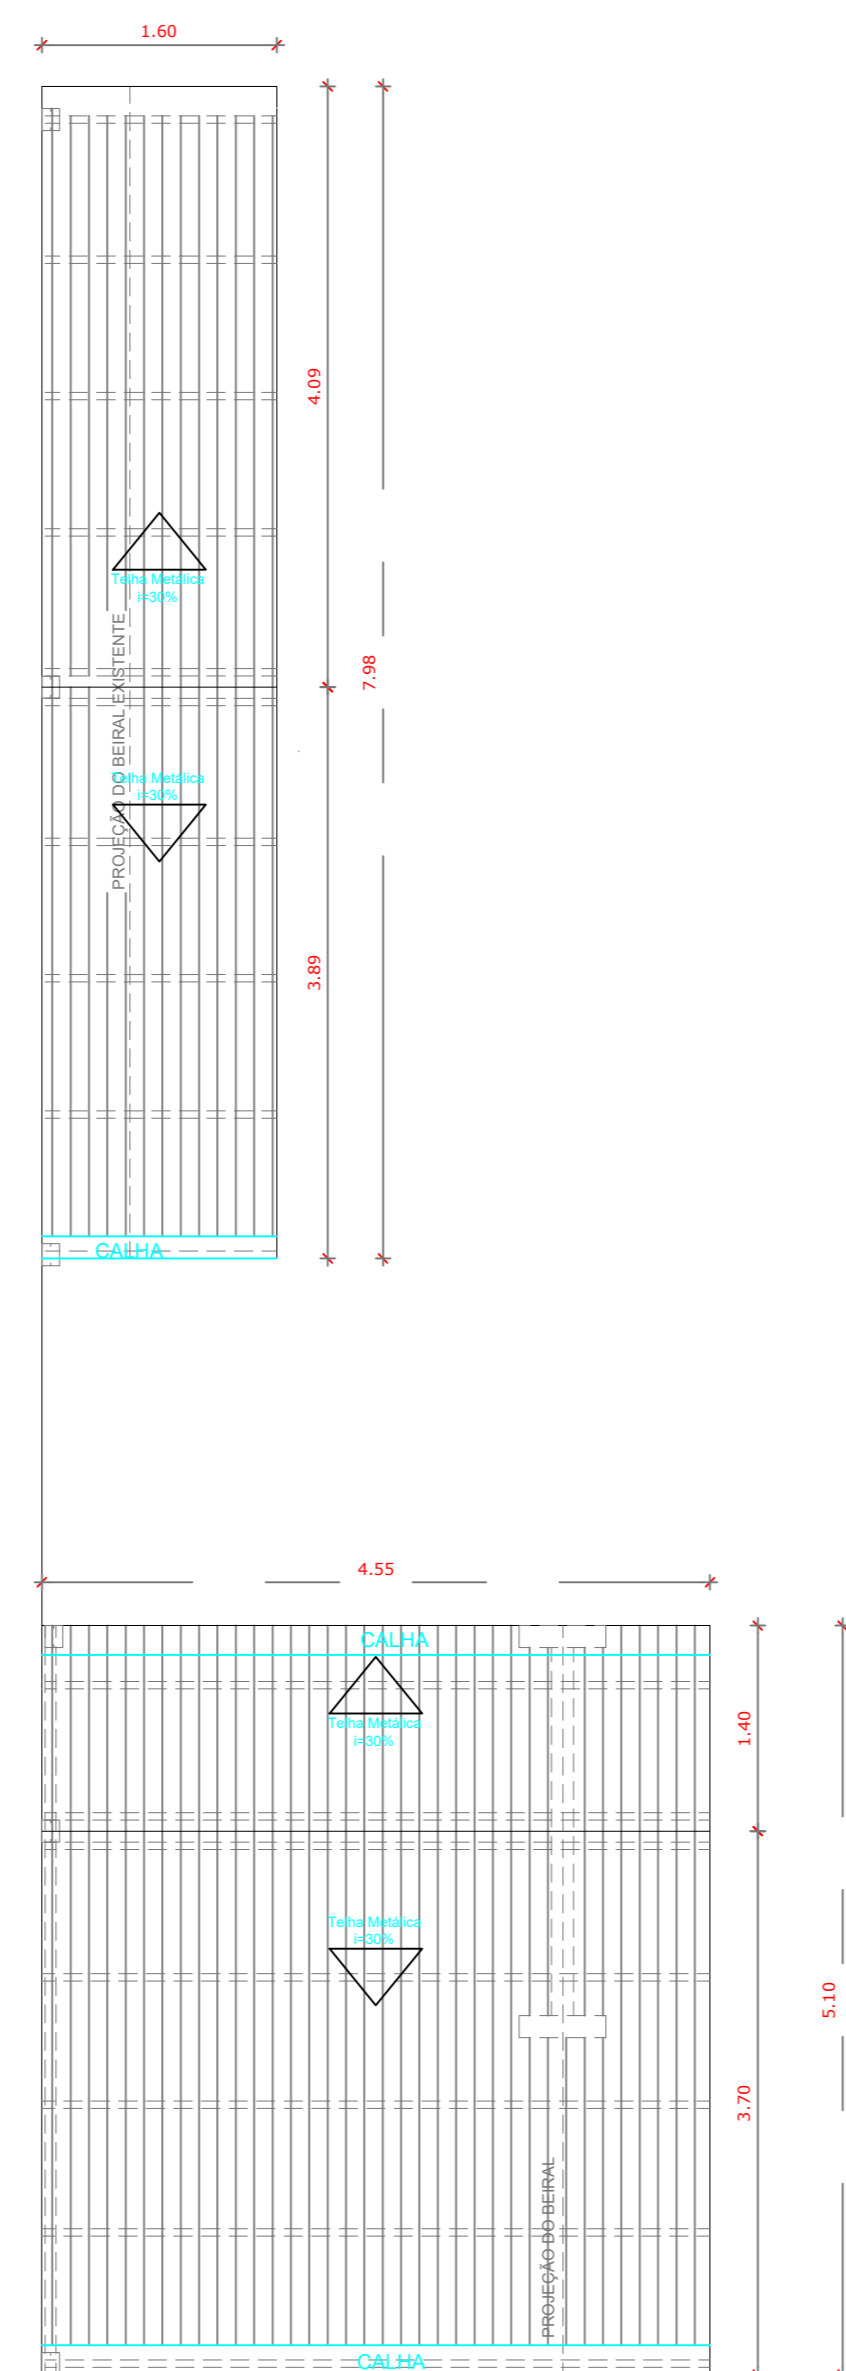 1.60
4.09
7.98
Telha Metálica
i=30%
PROJEÇÃO DO BEIRAL EXISTENTE
Telha Metálica
i=30%
3.89
CALHA
4.55
CALHA
1.40
Telha Metálica
i=30%
Telha Metálica
i=30%
5.10
3.70
PROJEÇÃO DO BEIRAL
CALHA